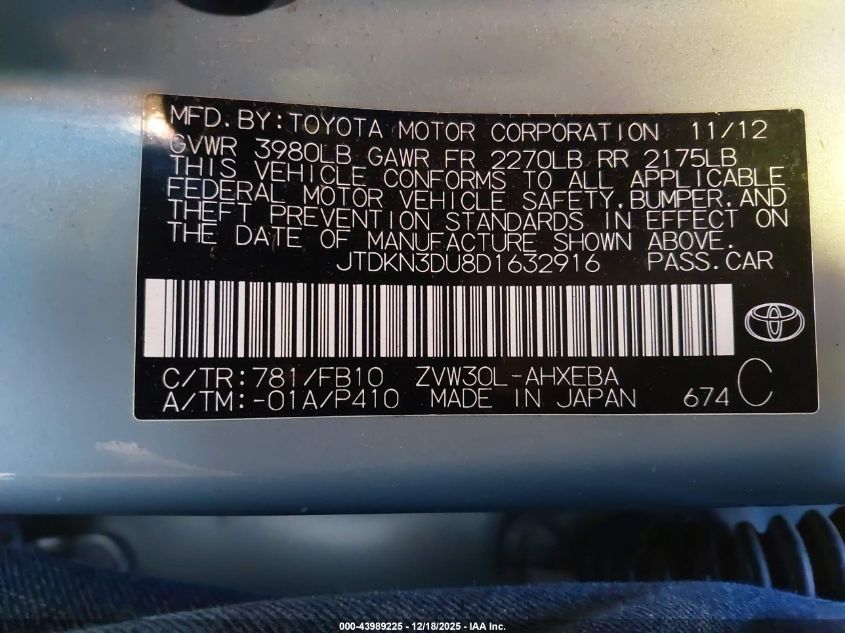 MFD. BY: TOYOTA MOTOR CORPORATION 11/12
GVWR 3980LB GAWR FR 2270LB RR 2175LB
THIS VEHICLE CONFORMS TO ALL APPLICABLE
FEDERAL MOTOR VEHICLE SAFETY, BUMPER, AND
THEFT PREVENTION STANDARDS IN EFFECT ON
THE DATE OF MANUFACTURE SHOWN ABOVE.
JTDKN3DU8D1632916 PASS. CAR
C/TR: 781/FB10 ZVW30L-AHXEBA
A/TM: -01A/P410 MADE IN JAPAN 674 C
000-43989225 - 12/18/2025 - IAA Inc.